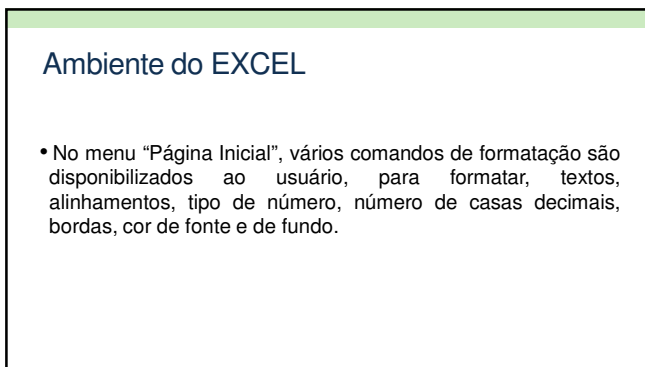 Ambiente do EXCEL
• No menu “Página Inicial”, vários comandos de formatação são
disponibilizados ao usuário, para formatar, textos,
alinhamentos, tipo de número, número de casas decimais,
bordas, cor de fonte e de fundo.